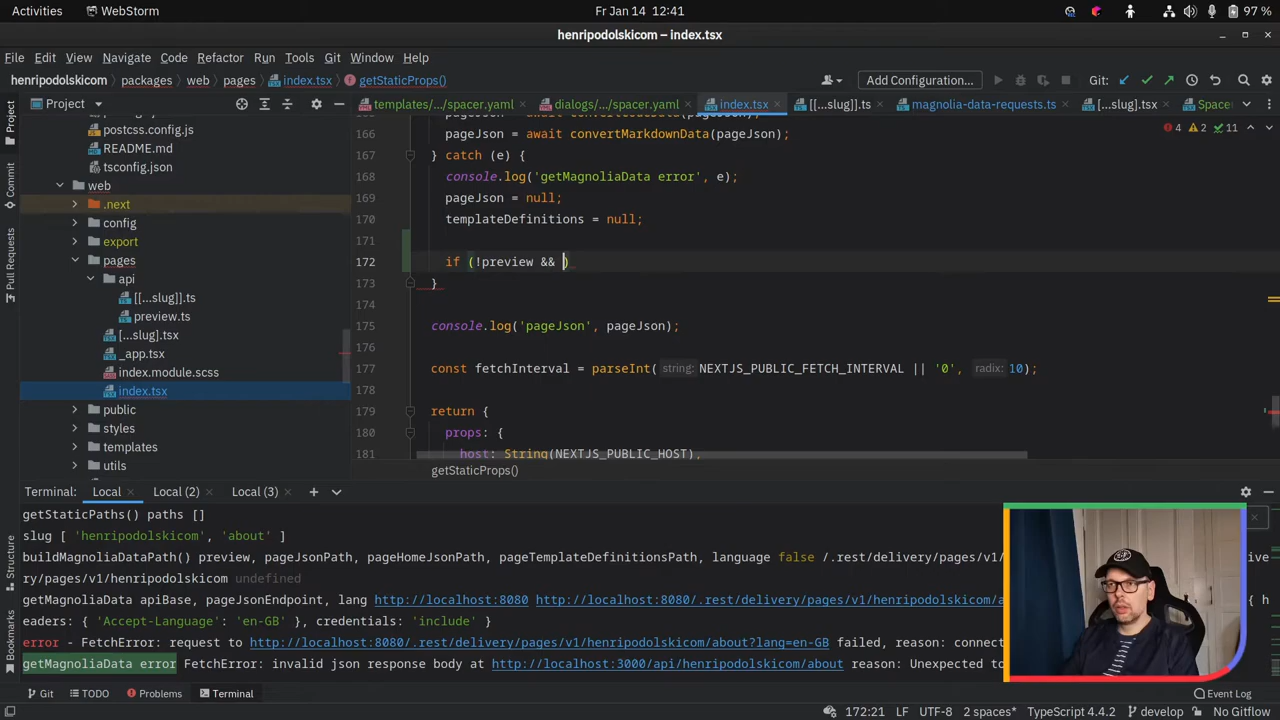 Activities WebStorm Fr Jan 14 12:41 97 %
henripodolskicom – index.tsx
File Edit View Navigate Code Refactor Run Tools Git Window Help
henripodolskicom packages web pages index.tsx getStaticProps() Add Configuration... Git:
Project templates/.../spacer.yaml dialogs/.../spacer.yaml index.tsx [[...slug]].ts magnolia-data-requests.ts [...slug].tsx Space
postcss.config.js
README.md
tsconfig.json
web
.next
config
export
pages
api
[[...slug]].ts
preview.ts
[...slug].tsx
_app.tsx
index.module.scss
index.tsx
public
styles
templates
utils
4 2 11
166 pageJson = await convertMarkdownData(pageJson);
167 } catch (e) {
168 console.log('getMagnoliaData error', e);
169 pageJson = null;
170 templateDefinitions = null;
171
172 if (!preview && )
173 }
174
175 console.log('pageJson', pageJson);
176
177 const fetchInterval = parseInt( string: NEXTJS_PUBLIC_FETCH_INTERVAL || '0', radix: 10);
178
179 return {
180 props: {
181 host: String(NEXTJS_PUBLIC_HOST),
getStaticProps()
Terminal: Local Local (2) Local (3)
getStaticPaths() paths []
slug [ 'henripodolskicom', 'about' ]
buildMagnoliaDataPath() preview, pageJsonPath, pageHomeJsonPath, pageTemplateDefinitionsPath, language false /.rest/delivery/pages/v1/
ry/pages/v1/henripodolskicom undefined
getMagnoliaData apiBase, pageJsonEndpoint, lang http://localhost:8080 http://localhost:8080/.rest/delivery/pages/v1/henripodolskicom/a
eaders: { 'Accept-Language': 'en-GB' }, credentials: 'include' }
error - FetchError: request to http://localhost:8080/.rest/delivery/pages/v1/henripodolskicom/about?lang=en-GB failed, reason: connect
getMagnoliaData error FetchError: invalid json response body at http://localhost:3000/api/henripodolskicom/about reason: Unexpected to
Git TODO Problems Terminal Event Log
172:21 LF UTF-8 2 spaces* TypeScript 4.4.2 develop No Gitflow
Project
Commit
Pull Requests
Structure
Bookmarks